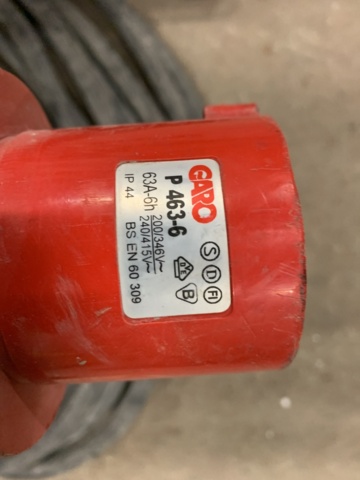 GARO
P 463-6
63A-6h 200/346V~
240/415V~
IP 44
BS EN 60 309
S D FI
D E B